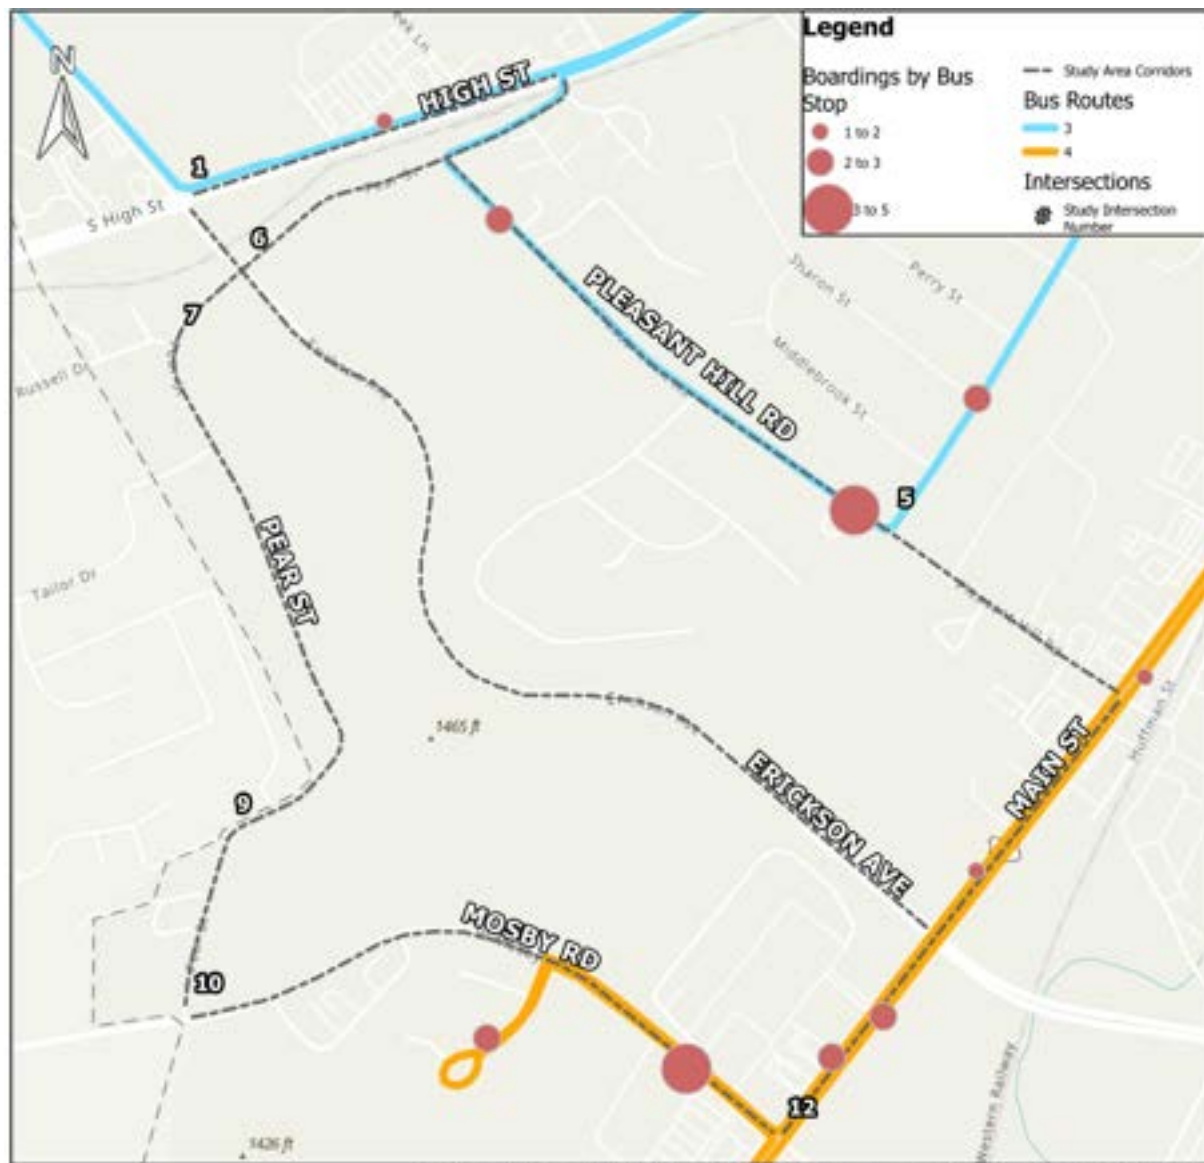 N
Legend
Boardings by Bus
Stop
1 to 2
2 to 3
3 to 5
Study Area Corridors
Bus Routes
3
4
Intersections
#
Study Intersection
Number
HIGH ST
1
S High St
6
7
Russell Dr
PLEASANT HILL RD
Sharon St
Perry St
Middlebrook St
5
PEAR ST
Tailor Dr
1465 ft
ERICKSON AVE
MAIN ST
Huffman St
9
MOSBY RD
10
12
Western Railway
1426 ft